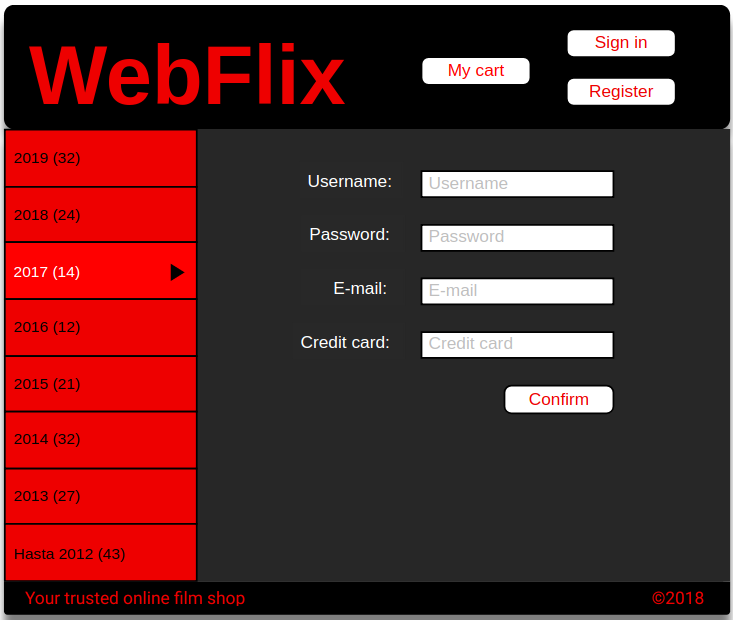 WebFlix
My cart
Sign in
Register
2019 (32)
2018 (24)
2017 (14)
2016 (12)
2015 (21)
2014 (32)
2013 (27)
Hasta 2012 (43)
Username: Username
Password: Password
E-mail: E-mail
Credit card: Credit card
Confirm
Your trusted online film shop
©2018